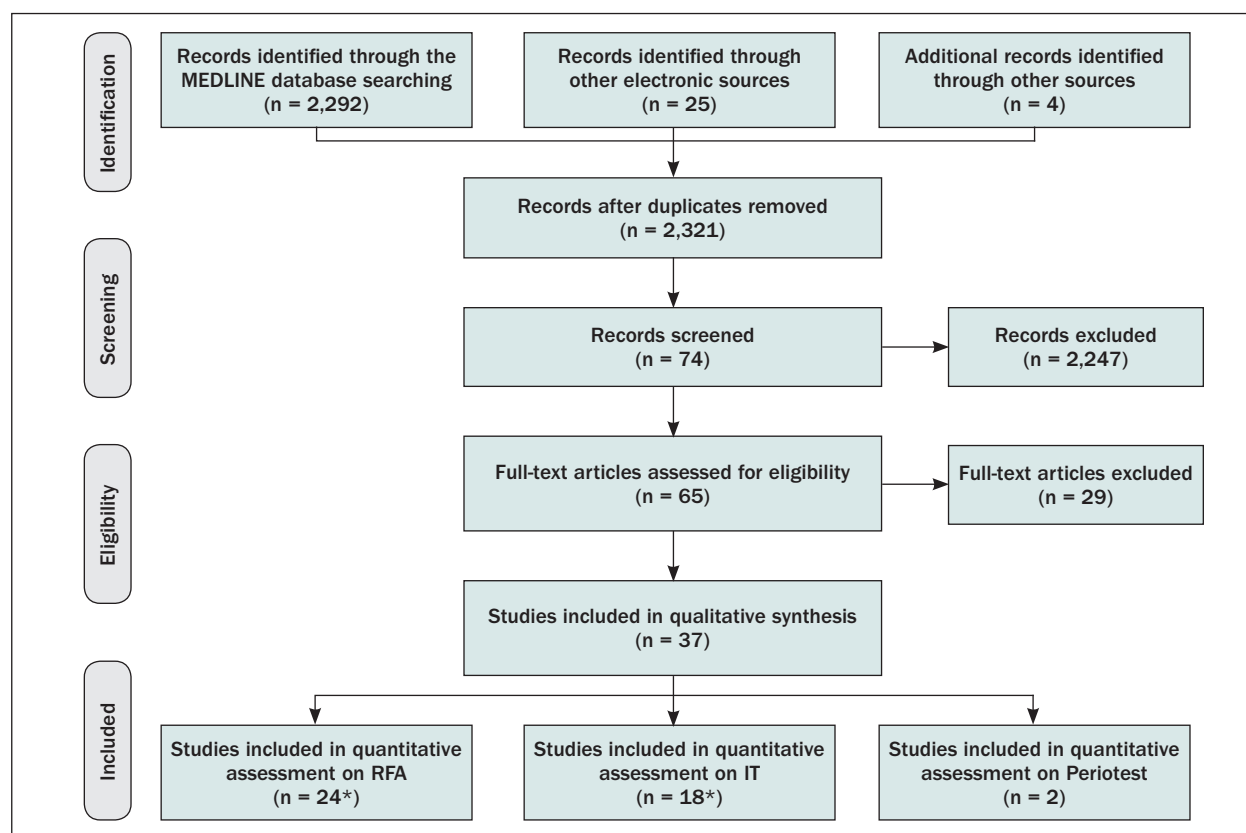 Identification
Records identified through the
MEDLINE database searching
(n = 2,292)
Records identified through
other electronic sources
(n = 25)
Additional records identified
through other sources
(n = 4)
Records after duplicates removed
(n = 2,321)
Screening
Records screened
(n = 74)
Records excluded
(n = 2,247)
Eligibility
Full-text articles assessed for eligibility
(n = 65)
Full-text articles excluded
(n = 29)
Studies included in qualitative synthesis
(n = 37)
Included
Studies included in quantitative
assessment on RFA
(n = 24*)
Studies included in quantitative
assessment on IT
(n = 18*)
Studies included in quantitative
assessment on Periotest
(n = 2)